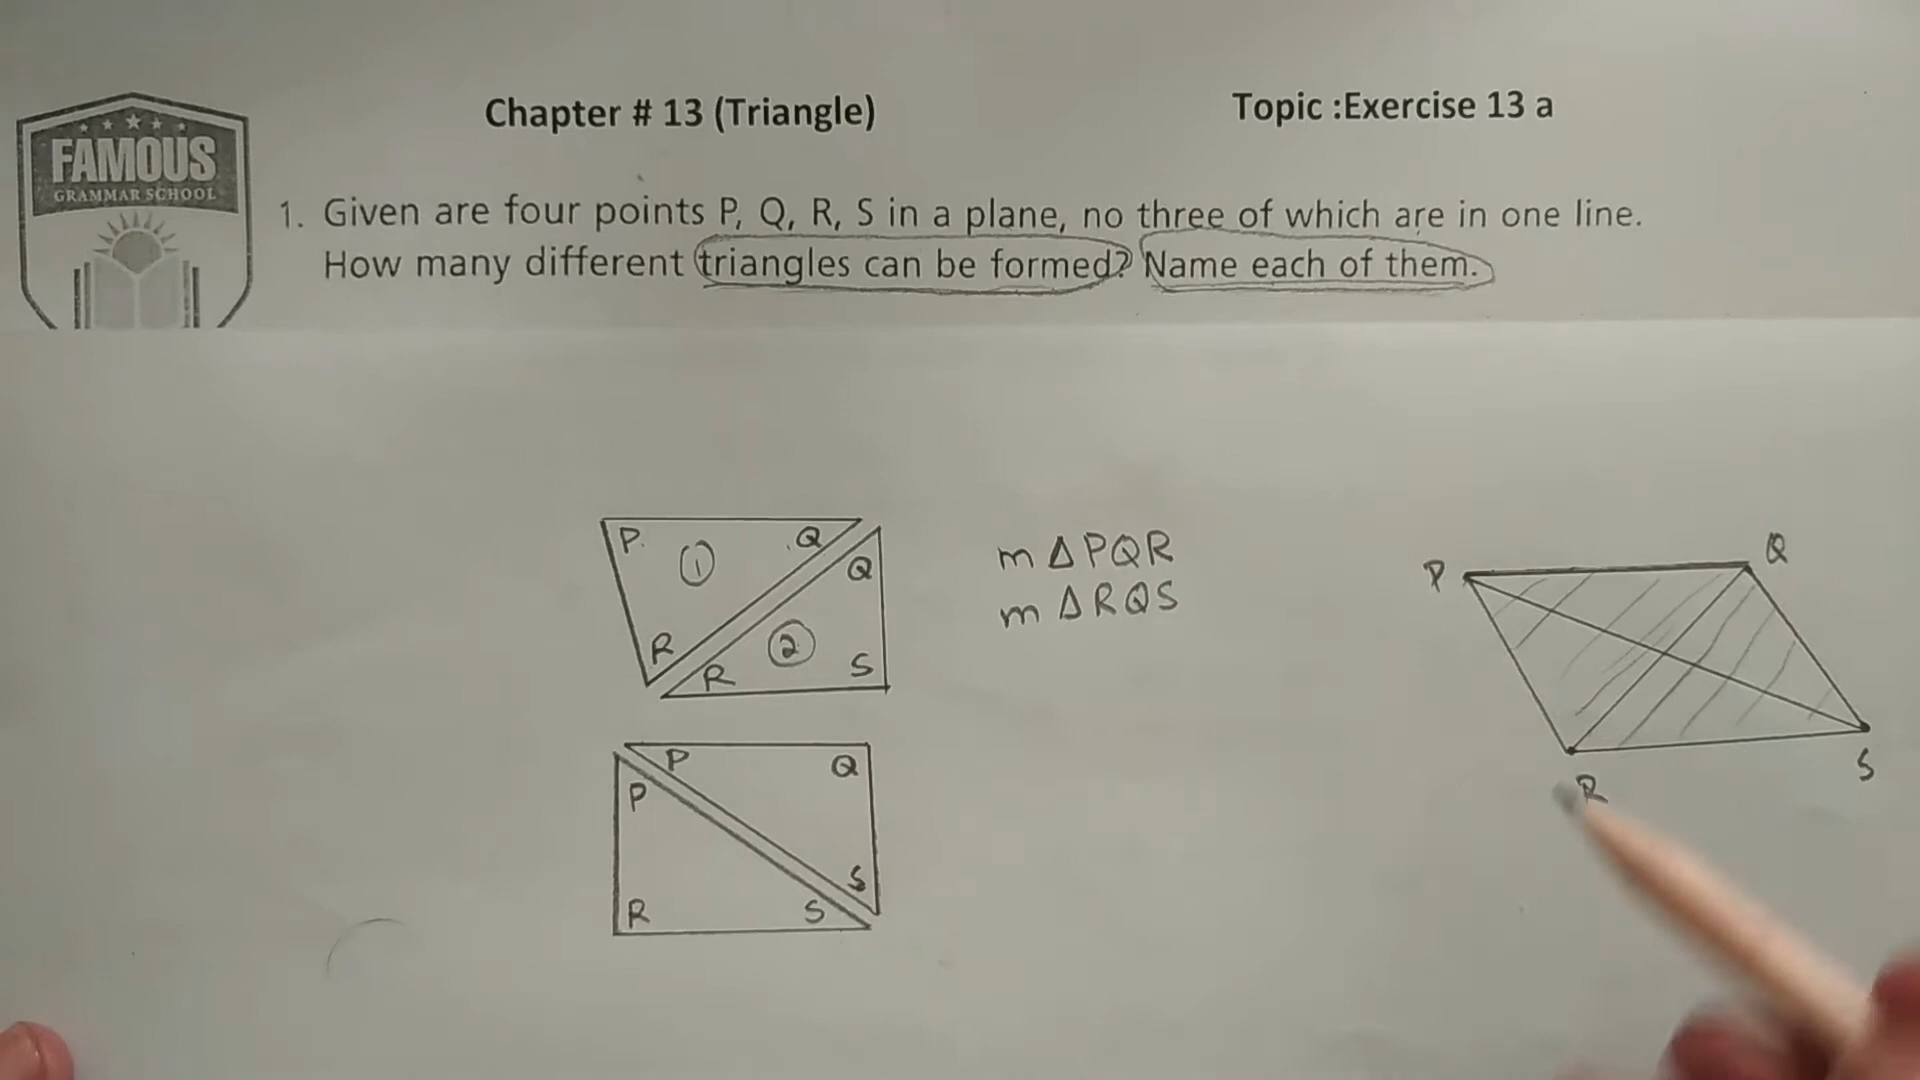 Chapter # 13 (Triangle)
Topic :Exercise 13 a
FAMOUS
GRAMMAR SCHOOL
1. Given are four points P, Q, R, S in a plane, no three of which are in one line.
How many different triangles can be formed? Name each of them.
P Q
1
Q
R
2
R S
m △ PQR
m △ RQS
P Q
P
Q
S
R S
P Q
R S